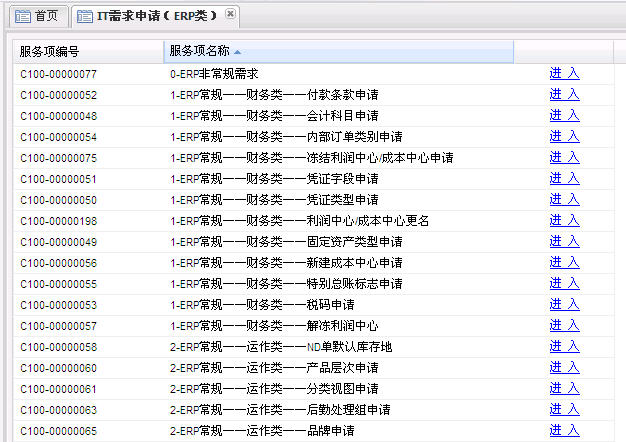 首页 IT需求申请（ERP类）
服务项编号 服务项名称
C100-00000077 0-ERP非常规需求 进 入
C100-00000052 1-ERP常规——财务类——付款条款申请 进 入
C100-00000048 1-ERP常规——财务类——会计科目申请 进 入
C100-00000054 1-ERP常规——财务类——内部订单类别申请 进 入
C100-00000075 1-ERP常规——财务类——冻结利润中心/成本中心申请 进 入
C100-00000051 1-ERP常规——财务类——凭证字段申请 进 入
C100-00000050 1-ERP常规——财务类——凭证类型申请 进 入
C100-00000198 1-ERP常规——财务类——利润中心/成本中心更名 进 入
C100-00000049 1-ERP常规——财务类——固定资产类型申请 进 入
C100-00000056 1-ERP常规——财务类——新建成本中心申请 进 入
C100-00000055 1-ERP常规——财务类——特别总账标志申请 进 入
C100-00000053 1-ERP常规——财务类——税码申请 进 入
C100-00000057 1-ERP常规——财务类——解冻利润中心 进 入
C100-00000058 2-ERP常规——运作类——ND单默认库存地 进 入
C100-00000060 2-ERP常规——运作类——产品层次申请 进 入
C100-00000061 2-ERP常规——运作类——分类视图申请 进 入
C100-00000063 2-ERP常规——运作类——后勤处理组申请 进 入
C100-00000065 2-ERP常规——运作类——品牌申请 进 入